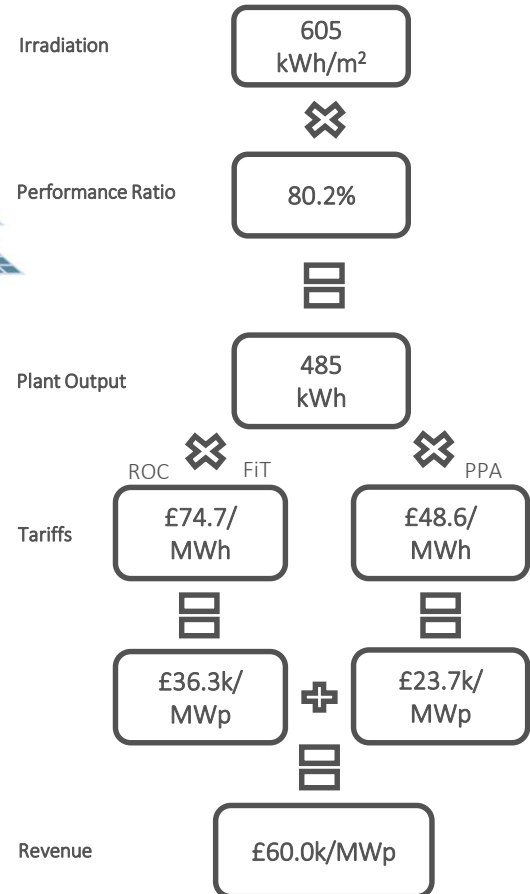 Irradiation
605
kWh/m²
Performance Ratio
80.2%
Plant Output
485
kWh
ROC
FiT
PPA
Tariffs
£74.7/
MWh
£48.6/
MWh
£36.3k/
MWp
£23.7k/
MWp
Revenue
£60.0k/MWp